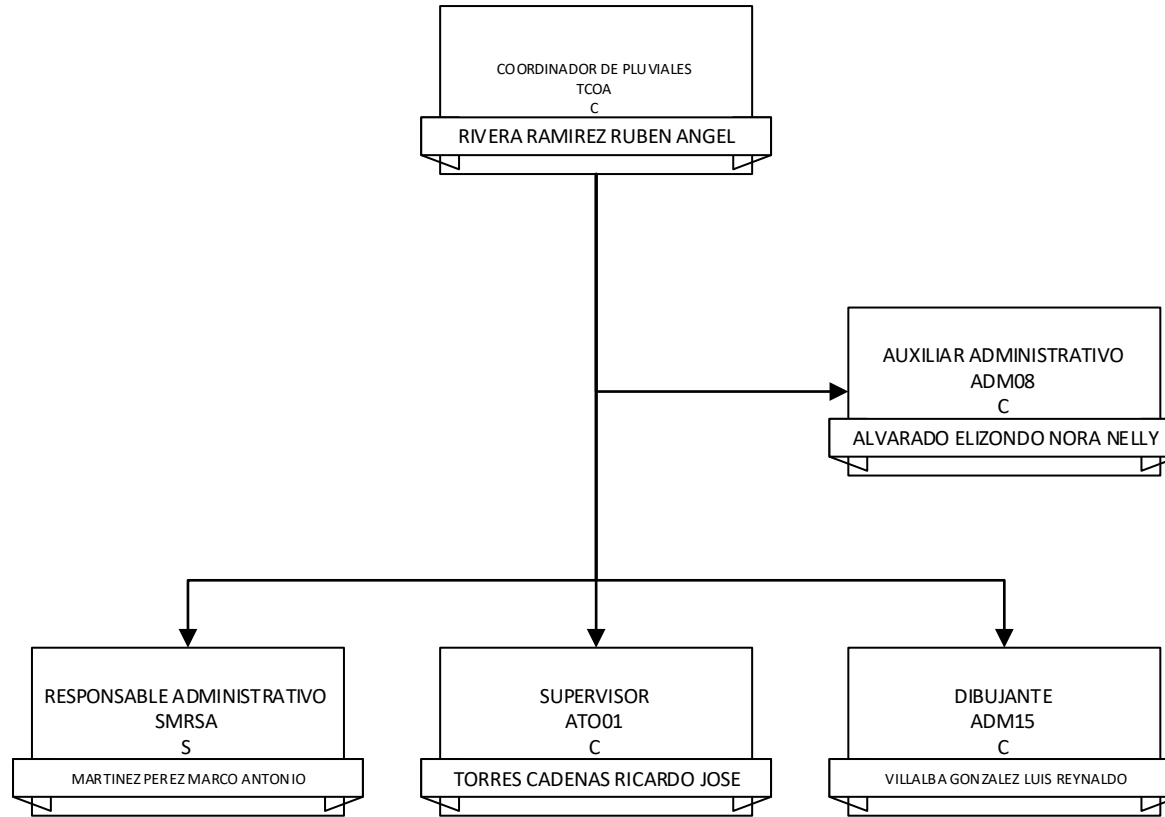 COORDINADOR DE PLUVIALES
TCOA
C
RIVERA RAMIREZ RUBEN ANGEL
AUXILIAR ADMINISTRATIVO
ADM08
C
ALVARADO ELIZONDO NORA NELLY
RESPONSABLE ADMINISTRATIVO
SMRSA
S
MARTINEZ PEREZ MARCO ANTONIO
SUPERVISOR
ATO01
C
TORRES CADENAS RICARDO JOSE
DIBUJANTE
ADM15
C
VILLALBA GONZALEZ LUIS REYNALDO